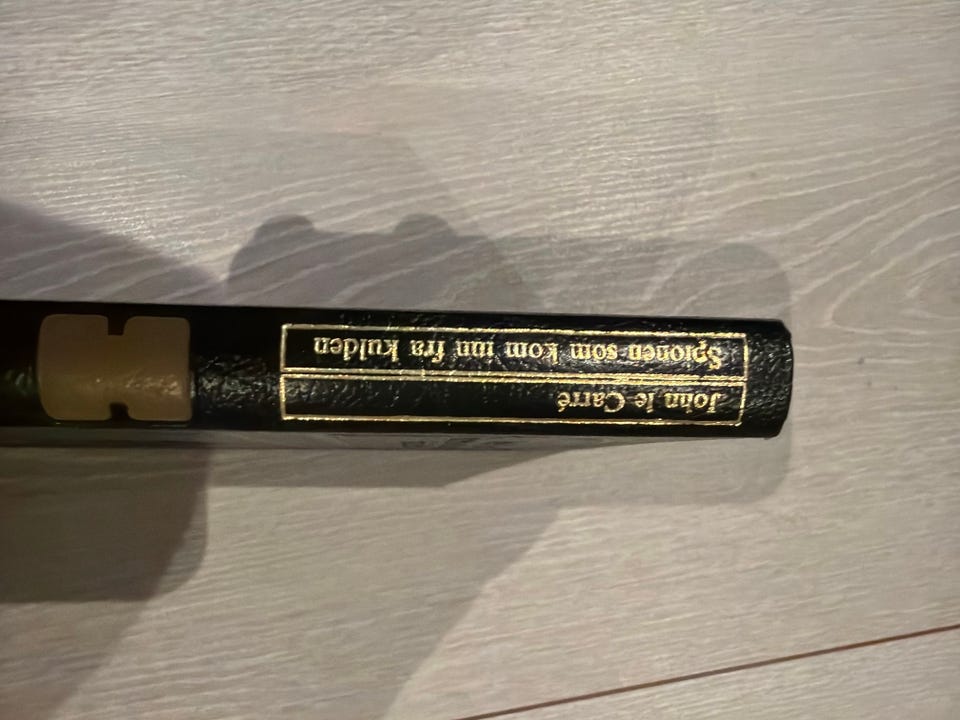 John le Carré
Spionen som kom inn fra kulden